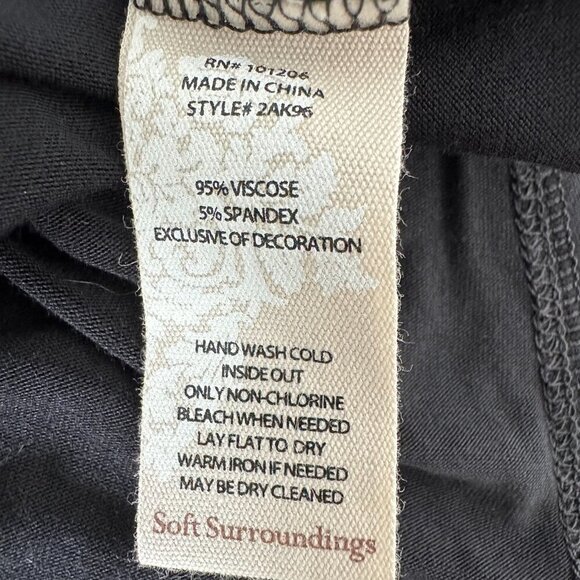 RN# 101206
MADE IN CHINA
STYLE# 2AK96
95% VISCOSE
5% SPANDEX
EXCLUSIVE OF DECORATION
HAND WASH COLD
INSIDE OUT
ONLY NON-CHLORINE
BLEACH WHEN NEEDED
LAY FLAT TO DRY
WARM IRON IF NEEDED
MAY BE DRY CLEANED
Soft Surroundings